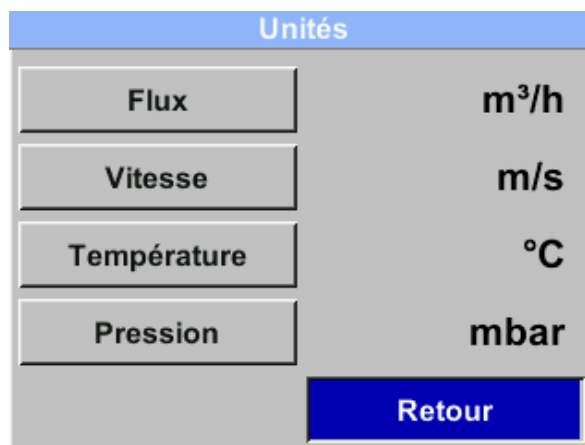 Unités
Flux m³/h
Vitesse m/s
Température °C
Pression mbar
Retour